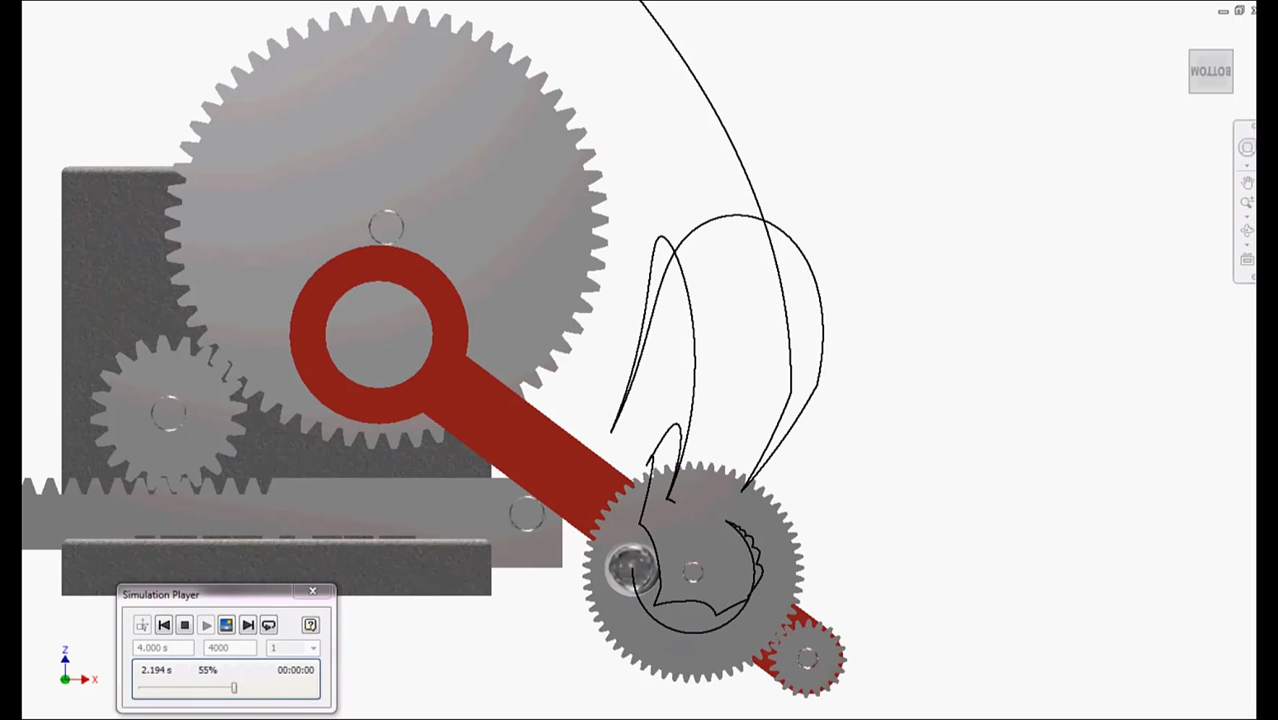 BOTTOM
Simulation Player
4.000 s 4000 1
2.194 s 55% 00:00:00
Z
X